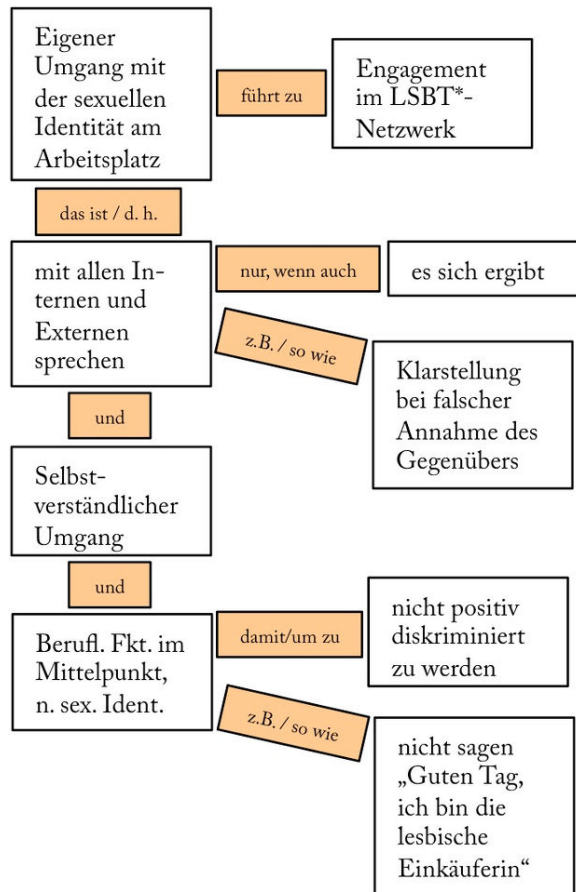 Eigener
Umgang mit
der sexuellen
Identität am
Arbeitsplatz
führt zu
Engagement
im LSBT*-
Netzwerk
das ist / d. h.
mit allen In-
ternen und
Externen
sprechen
nur, wenn auch
es sich ergibt
z.B. / so wie
Klarstellung
bei falscher
Annahme des
Gegenübers
und
Selbst-
verständlicher
Umgang
und
Berufl. Fkt. im
Mittelpunkt,
n. sex. Ident.
damit/um zu
nicht positiv
diskriminiert
zu werden
z.B. / so wie
nicht sagen
„Guten Tag,
ich bin die
lesbische
Einkäuferin“